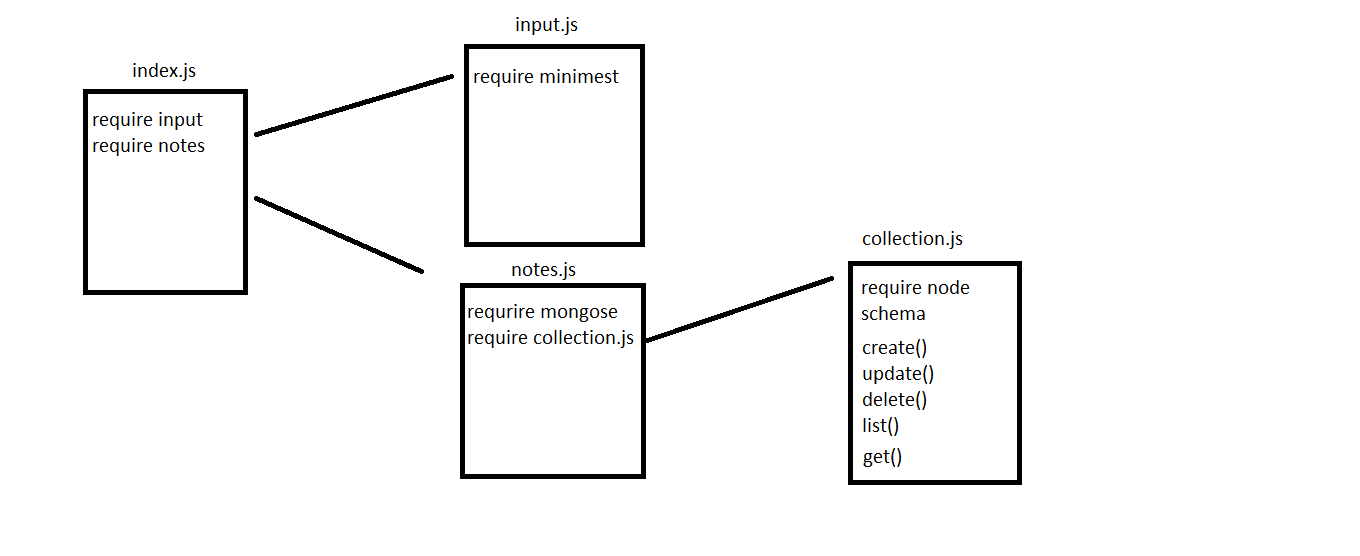 index.js
require input
require notes
input.js
require minimest
notes.js
requrire mongose
require collection.js
collection.js
require node
schema
create()
update()
delete()
list()
get()